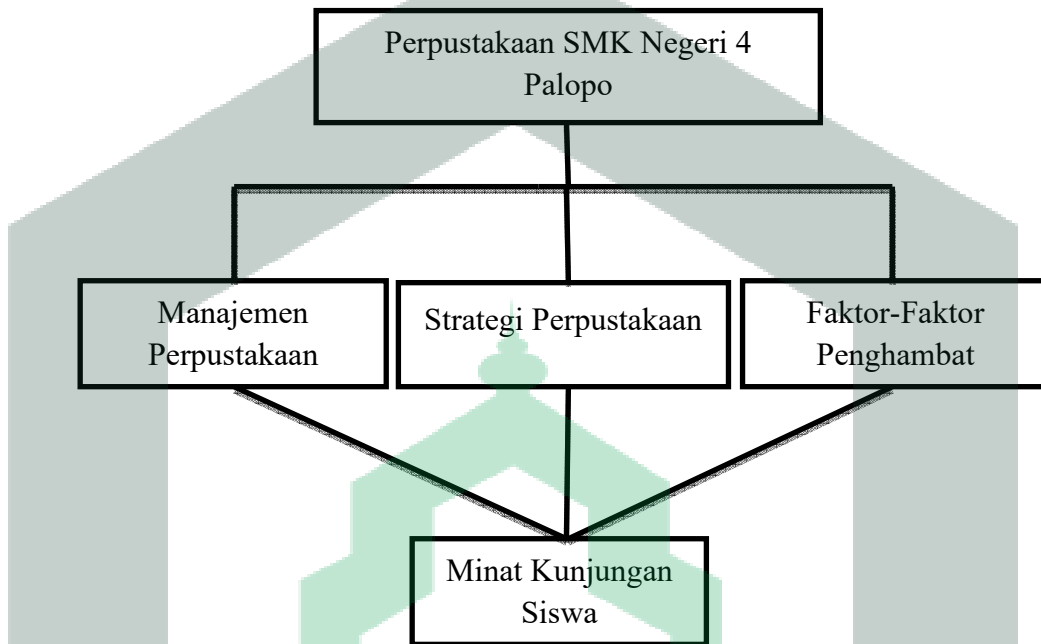 Perpustakaan SMK Negeri 4
Palopo
Manajemen
Perpustakaan
Strategi Perpustakaan
Faktor-Faktor
Penghambat
Minat Kunjungan
Siswa